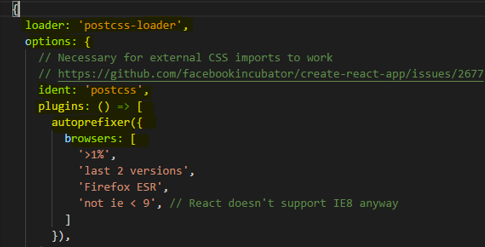 {
loader: 'postcss-loader',
options: {
// Necessary for external CSS imports to work
// https://github.com/facebookincubator/create-react-app/issues/2677
ident: 'postcss',
plugins: () => [
autoprefixer({
browsers: [
'>1%',
'last 2 versions',
'Firefox ESR',
'not ie < 9', // React doesn't support IE8 anyway
]
}),